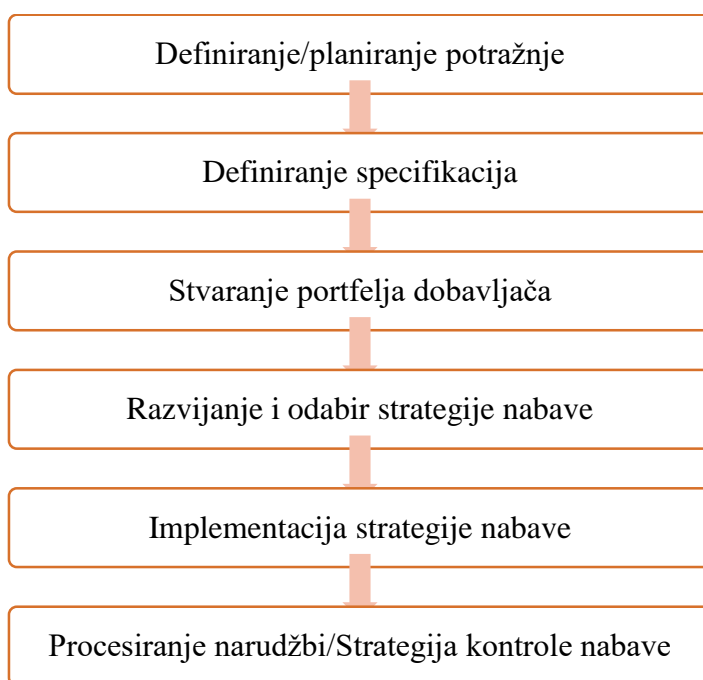 Definiranje/planiranje potražnje
Definiranje specifikacija
Stvaranje portfelja dobavljača
Razvijanje i odabir strategije nabave
Implementacija strategije nabave
Procesiranje narudžbi/Strategija kontrole nabave